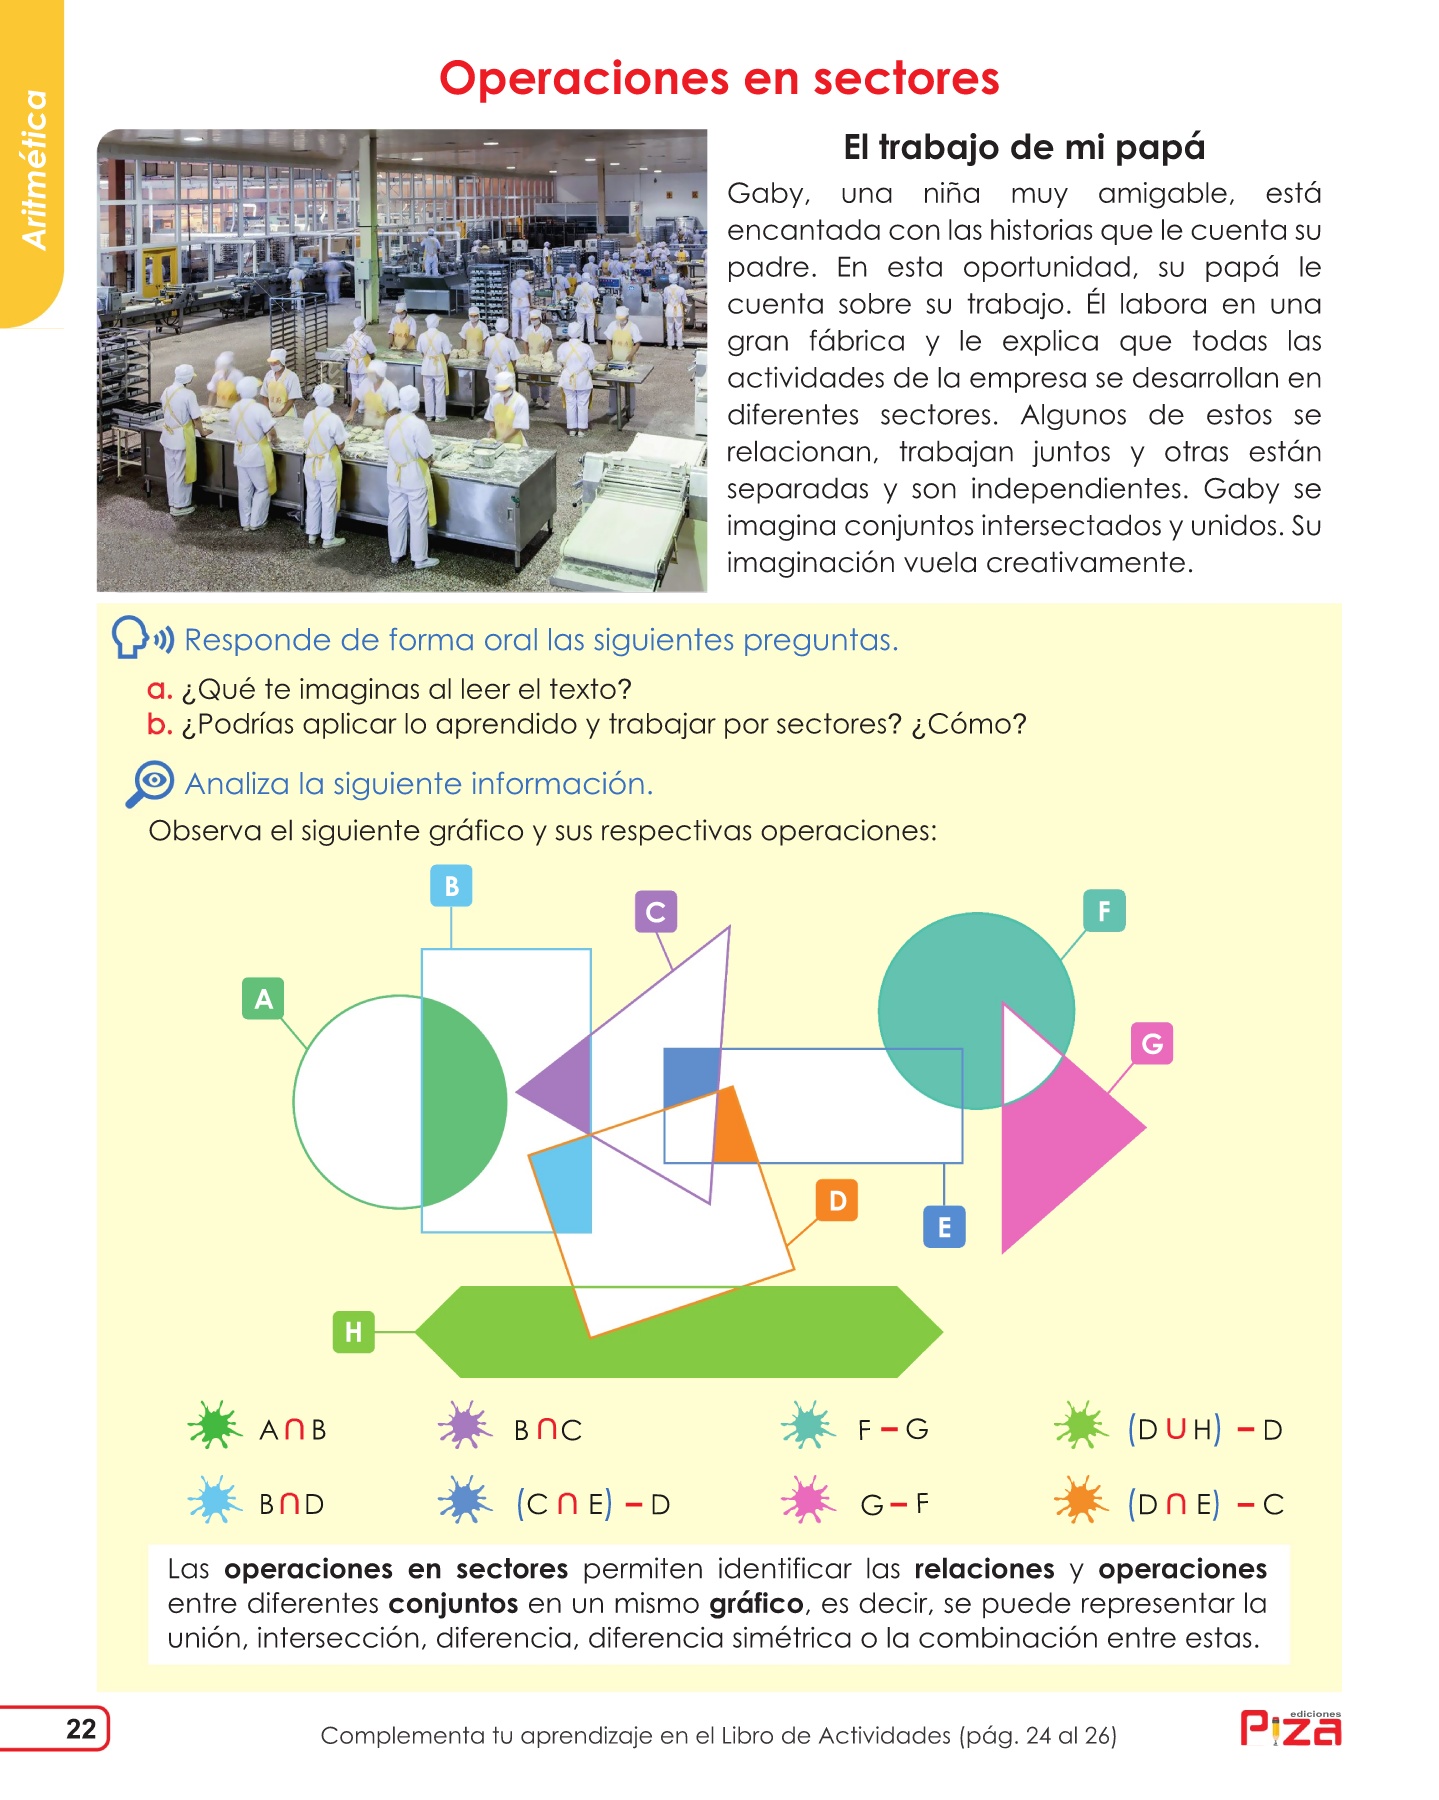 Aritmética
Operaciones en sectores
El trabajo de mi papá
Gaby, una niña muy amigable, está
encantada con las historias que le cuenta su
padre. En esta oportunidad, su papá le
cuenta sobre su trabajo. Él labora en una
gran fábrica y le explica que todas las
actividades de la empresa se desarrollan en
diferentes sectores. Algunos de estos se
relacionan, trabajan juntos y otras están
separadas y son independientes. Gaby se
imagina conjuntos intersectados y unidos. Su
imaginación vuela creativamente.
Responde de forma oral las siguientes preguntas.
a. ¿Qué te imaginas al leer el texto?
b. ¿Podrías aplicar lo aprendido y trabajar por sectores? ¿Cómo?
Analiza la siguiente información.
Observa el siguiente gráfico y sus respectivas operaciones:
B
C
F
A
G
D
E
H
A ∩ B
B ∩ C
F − G
(D ∪ H) − D
B ∩ D
(C ∩ E) − D
G − F
(D ∩ E) − C
Las operaciones en sectores permiten identificar las relaciones y operaciones
entre diferentes conjuntos en un mismo gráfico, es decir, se puede representar la
unión, intersección, diferencia, diferencia simétrica o la combinación entre estas.
22
Complementa tu aprendizaje en el Libro de Actividades (pág. 24 al 26)
ediciones
Piza